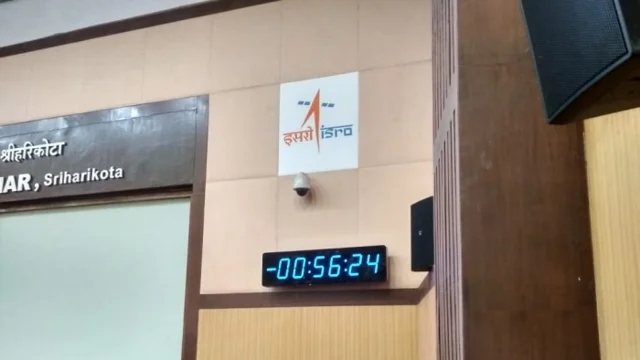 श्रीहरिकोटा
HAR, Sriharikota
इसरो isro
-00:56:24